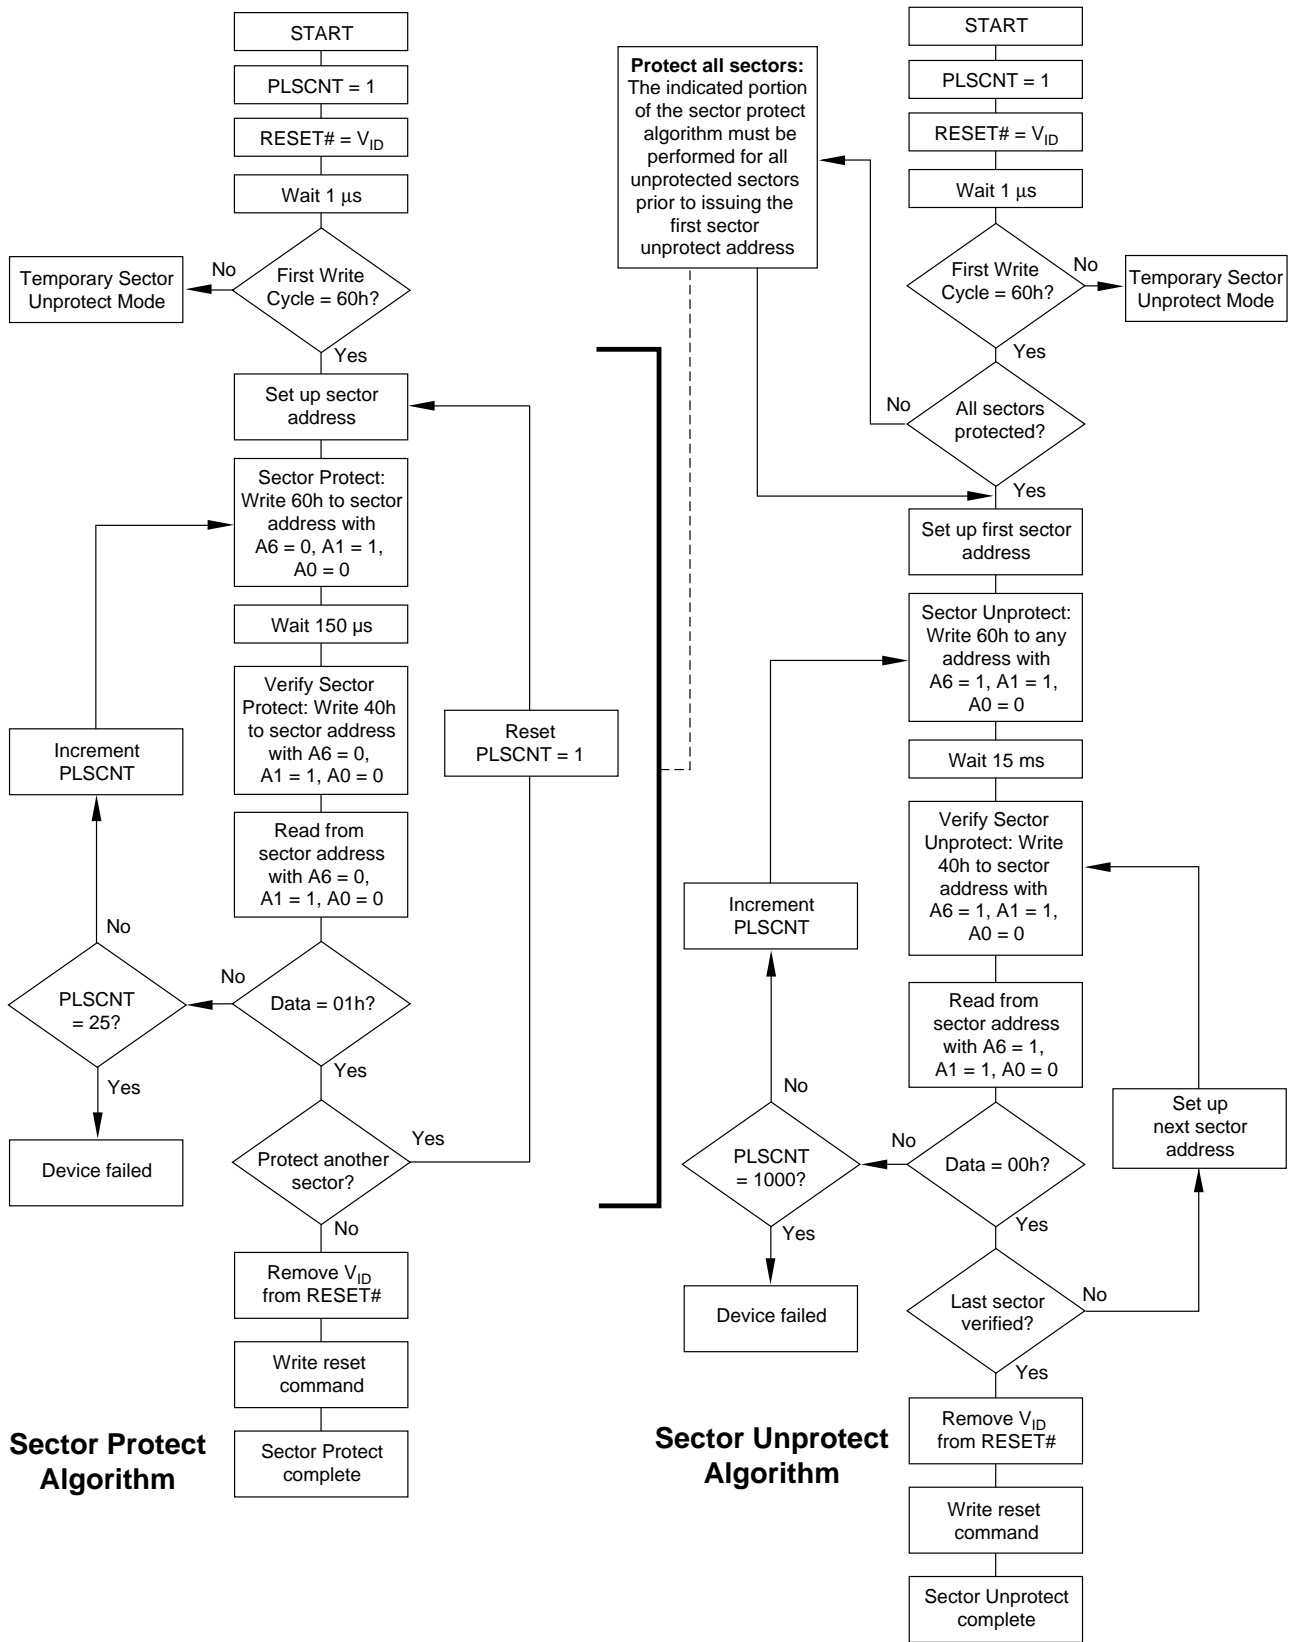 START
PLSCNT = 1
RESET# = VID
Wait 1 μs
First Write
Cycle = 60h?
No
Temporary Sector
Unprotect Mode
Yes
Set up sector
address
Sector Protect:
Write 60h to sector
address with
A6 = 0, A1 = 1,
A0 = 0
Wait 150 µs
Verify Sector
Protect: Write 40h
to sector address
with A6 = 0,
A1 = 1, A0 = 0
Reset
PLSCNT = 1
Increment
PLSCNT
Read from
sector address
with A6 = 0,
A1 = 1, A0 = 0
No
No
PLSCNT
= 25?
Data = 01h?
Yes
Yes
Device failed
Protect another
sector?
Yes
No
Remove VID
from RESET#
Write reset
command
Sector Protect
complete
Sector Protect
Algorithm
Protect all sectors:
The indicated portion
of the sector protect
algorithm must be
performed for all
unprotected sectors
prior to issuing the
first sector
unprotect address
START
PLSCNT = 1
RESET# = VID
Wait 1 μs
First Write
Cycle = 60h?
No
Temporary Sector
Unprotect Mode
Yes
No
All sectors
protected?
Yes
Set up first sector
address
Sector Unprotect:
Write 60h to any
address with
A6 = 1, A1 = 1,
A0 = 0
Wait 15 ms
Verify Sector
Unprotect: Write
40h to sector
address with
A6 = 1, A1 = 1,
A0 = 0
Increment
PLSCNT
Read from
sector address
with A6 = 1,
A1 = 1, A0 = 0
No
No
PLSCNT
= 1000?
Data = 00h?
Set up
next sector
address
Yes
Yes
Device failed
Last sector
verified?
No
Yes
Remove VID
from RESET#
Write reset
command
Sector Unprotect
complete
Sector Unprotect
Algorithm